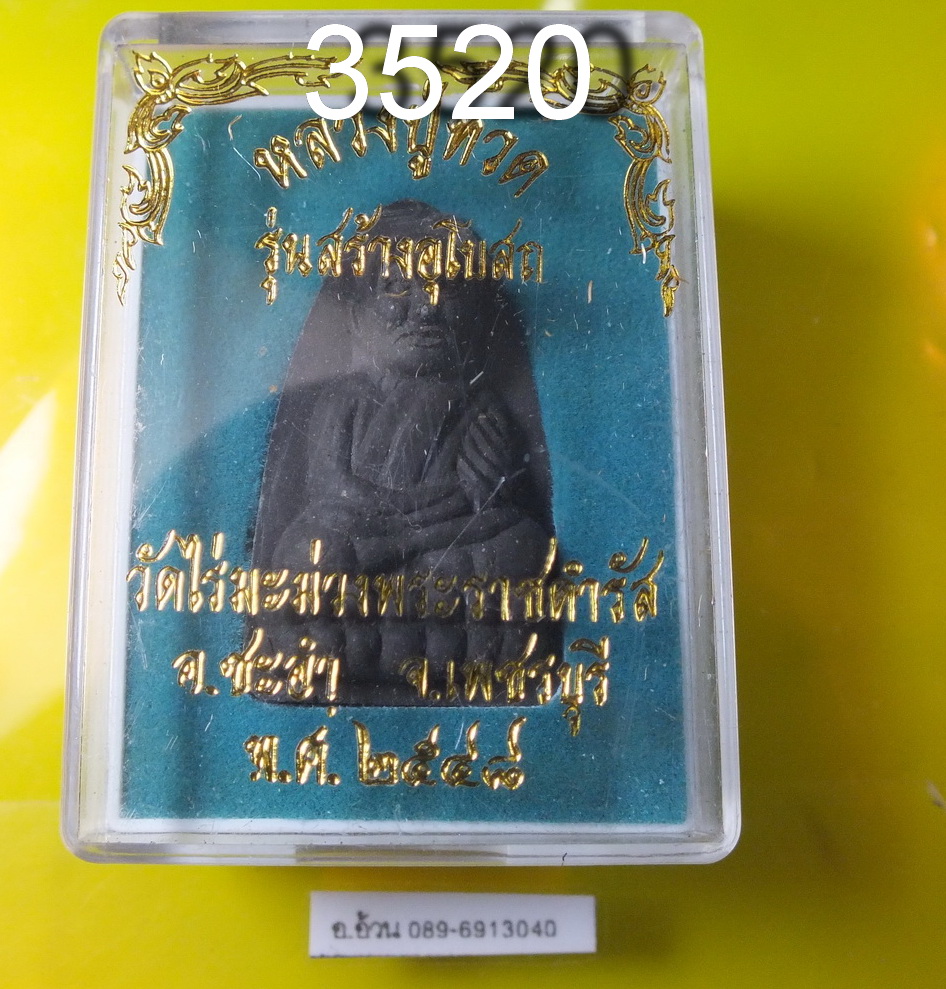 3520
หลวงปู่ทวด
รุ่นสร้างอุโบสถ
วัดไร่มะม่วงพระราชดำรัส
จ.ชะอำ จ.เพชรบุรี
พ.ศ. ๒๕๔๘
อ.อ้วน 089-6913040